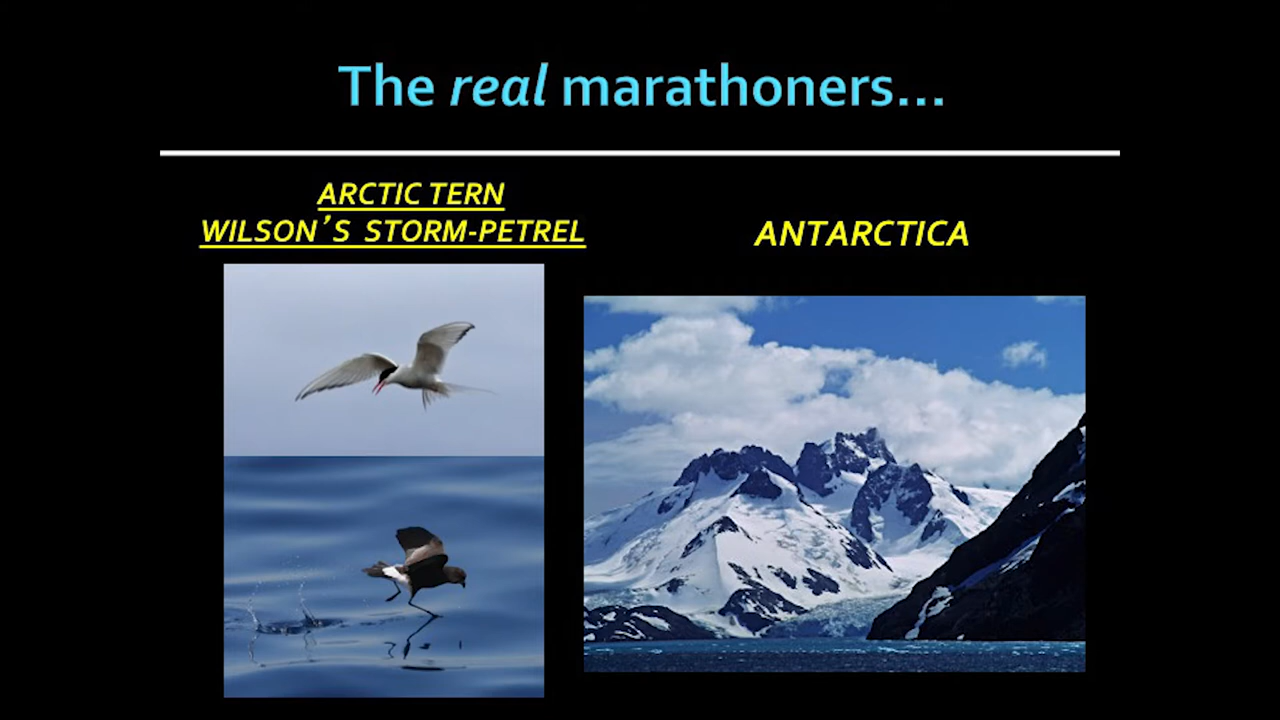 The real marathoners...
ARCTIC TERN
WILSON’S STORM-PETREL
ANTARCTICA